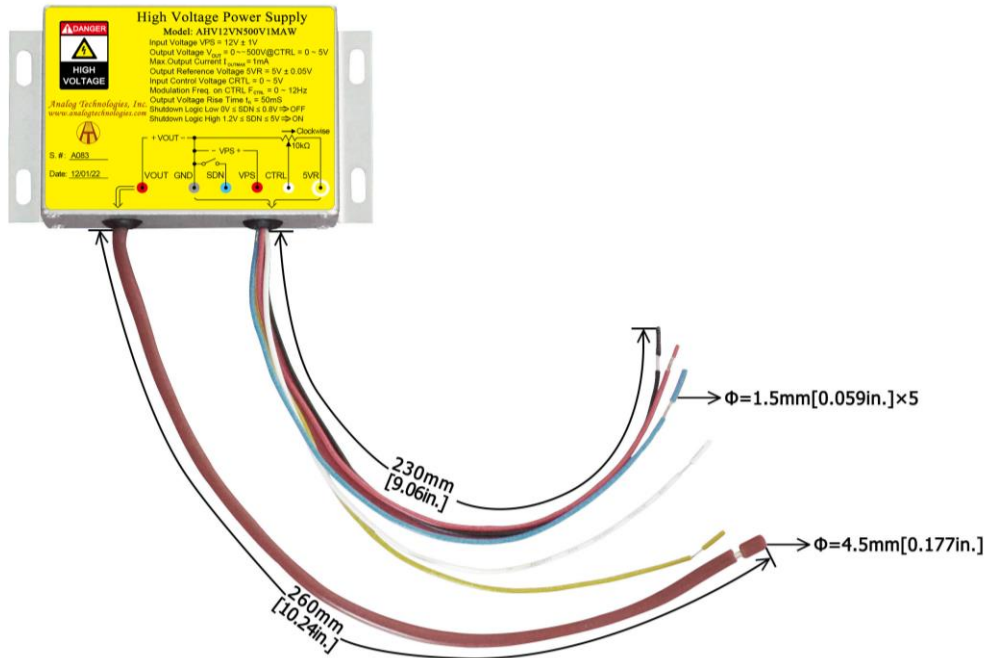 High Voltage Power Supply
Model: AHV12VN500V1MAW
DANGER
HIGH
VOLTAGE
Input Voltage VPS = 12V ± 1V
Output Voltage VOUT = 0 ~ −500V@CTRL = 0 ~ 5V
Max.Output Current IOUTMAX = 1mA
Output Reference Voltage 5VR = 5V ± 0.05V
Input Control Voltage CRTL = 0 ~ 5V
Modulation Freq. on CTRL FCTRL = 0 ~ 12Hz
Output Voltage Rise Time tR = 50mS
Shutdown Logic Low 0V ≤ SDN ≤ 0.8V ⇒ OFF
Shutdown Logic High 1.2V ≤ SDN ≤ 5V ⇒ ON
Analog Technologies, Inc.
www.analogtechnologies.com
AT
S. #: A083
Date: 12/01/22
Clockwise
+ VOUT −
10kΩ
− VPS +
VOUT GND SDN VPS CTRL 5VR
Φ=1.5mm[0.059in.]×5
230mm
[9.06in.]
Φ=4.5mm[0.177in.]
260mm
[10.24in.]